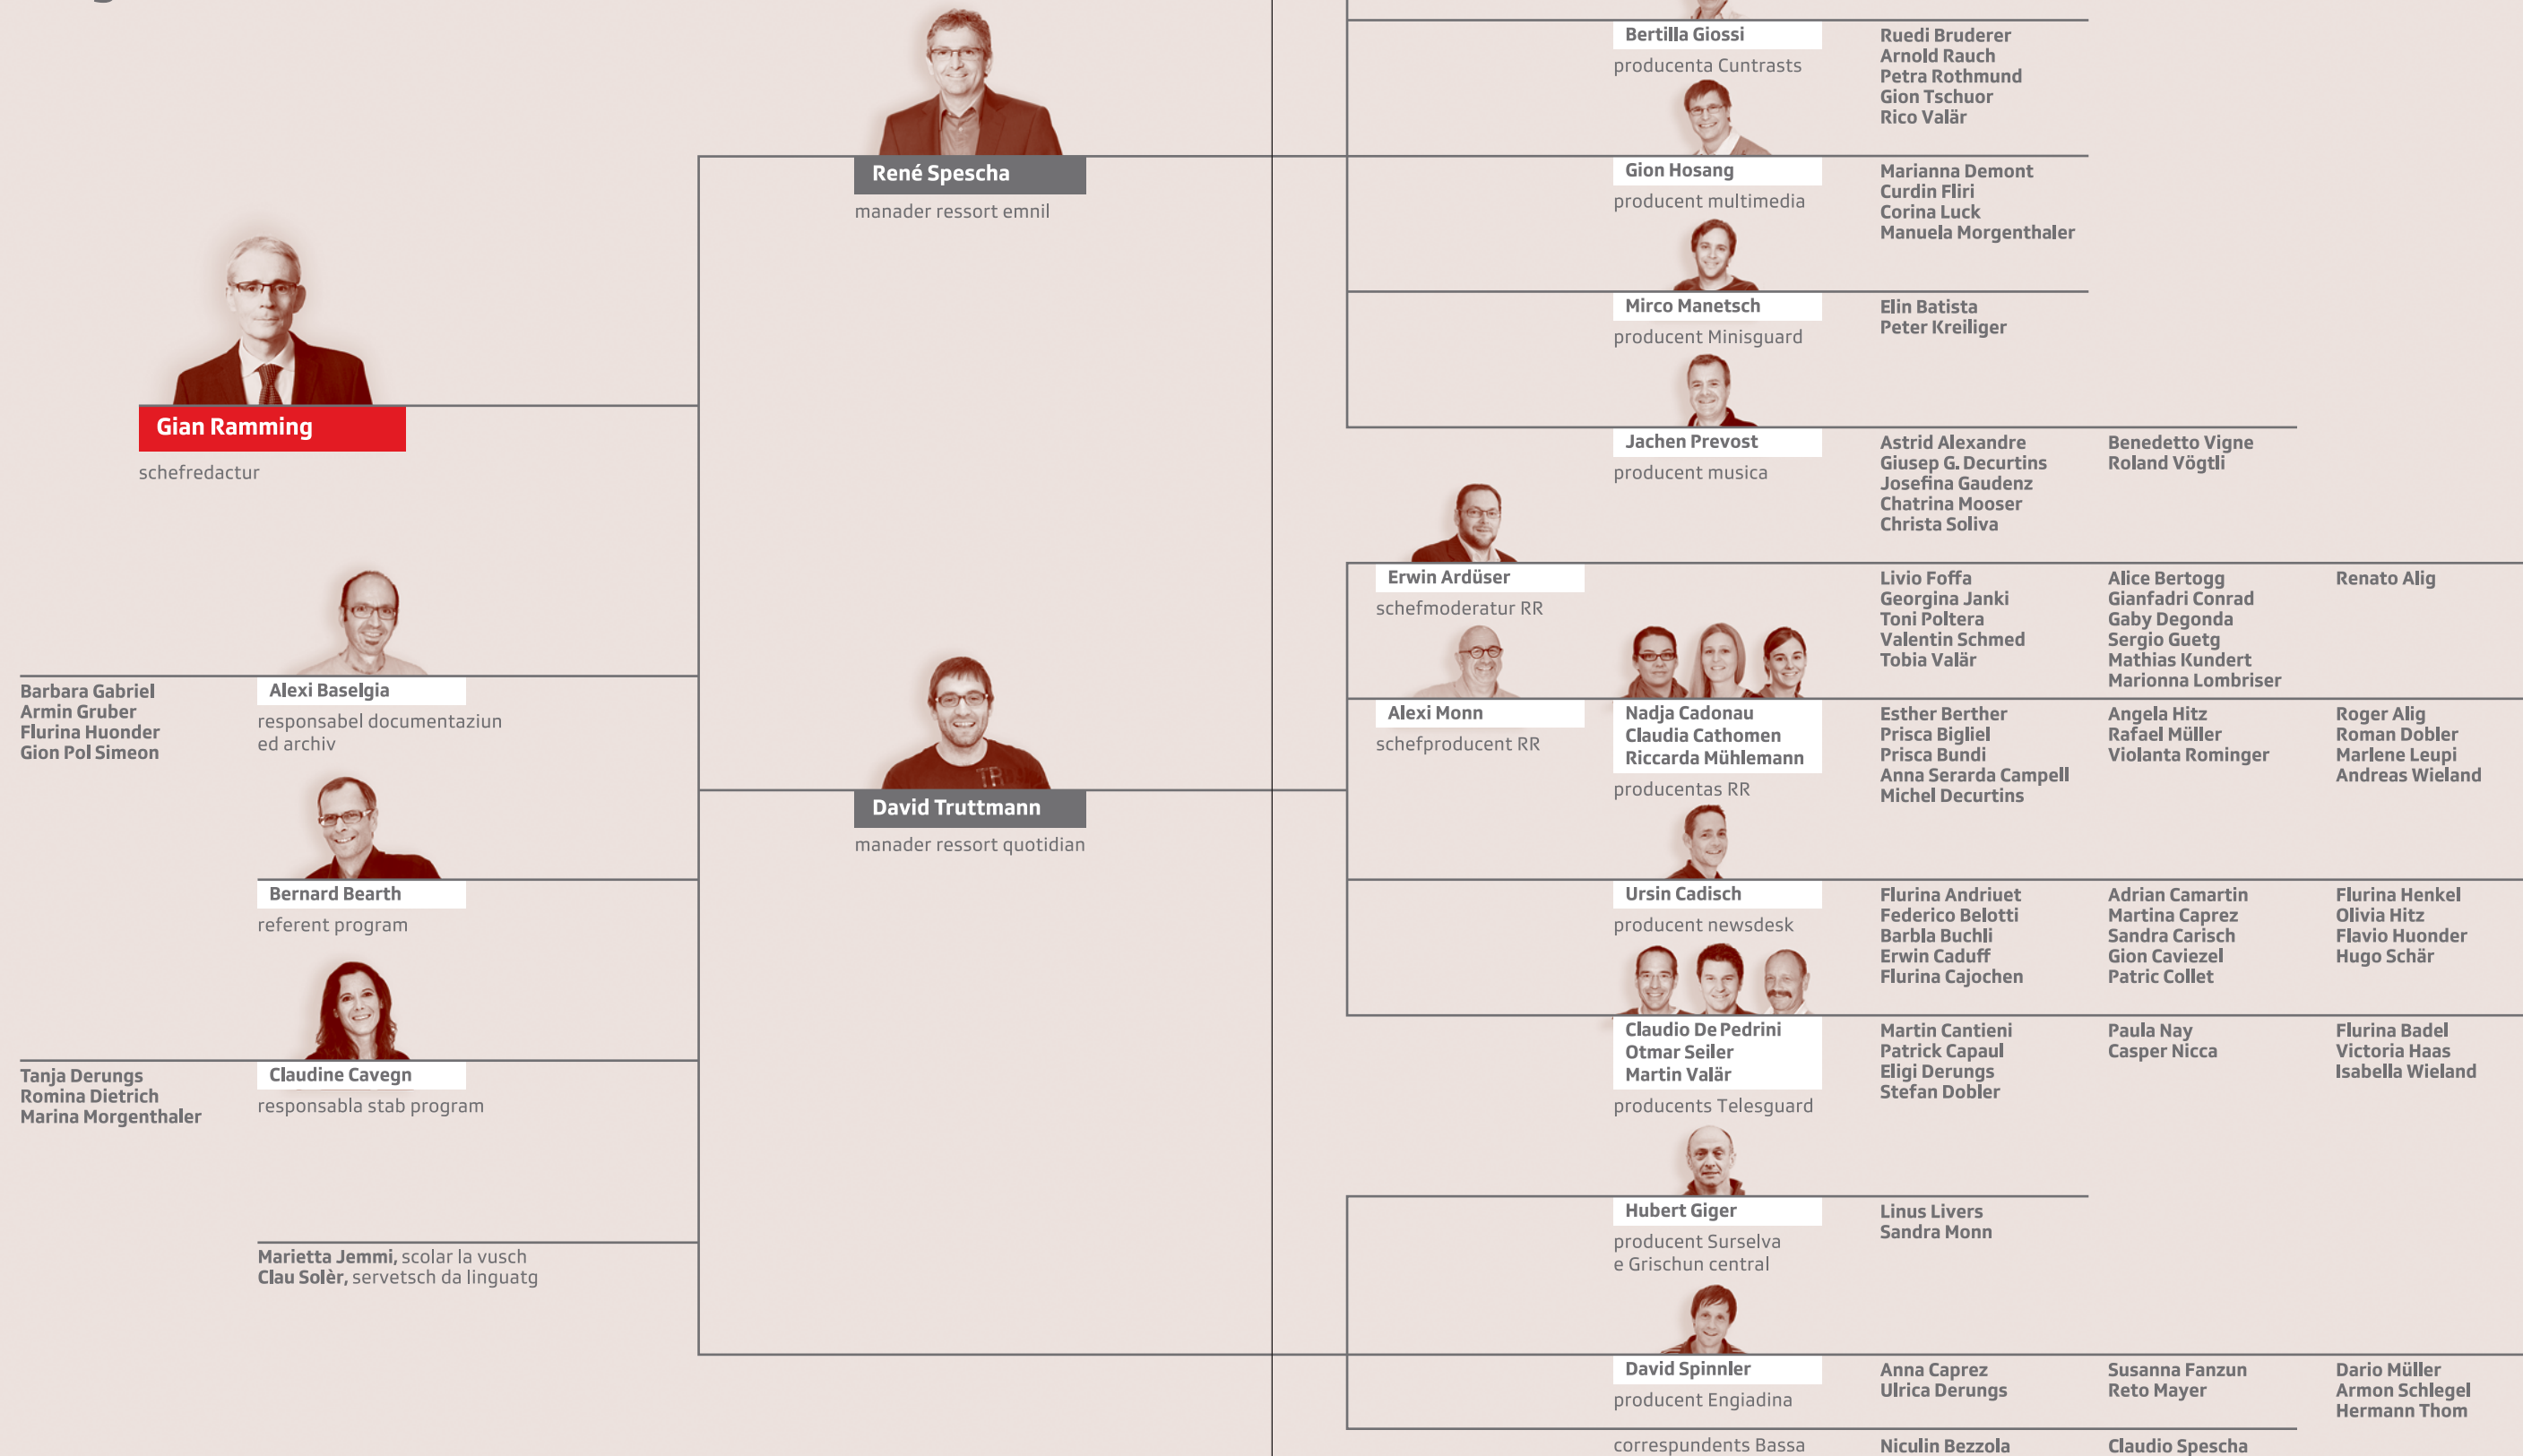 Gian Ramming
schefredactur
Barbara Gabriel
Armin Gruber
Flurina Huonder
Gion Pol Simeon
Alexi Baselgia
responsabel documentaziun
ed archiv
Bernard Bearth
referent program
Tanja Derungs
Romina Dietrich
Marina Morgenthaler
Claudine Cavegn
responsabla stab program
Marietta Jemmi, scolar la vusch
Clau Solèr, servetsch da linguatg
René Spescha
manader ressort emnil
David Truttmann
manader ressort quotidian
Bertilla Giossi
producenta Cuntrasts
Ruedi Bruderer
Arnold Rauch
Petra Rothmund
Gion Tschuor
Rico Valär
Gion Hosang
producent multimedia
Marianna Demont
Curdin Fliri
Corina Luck
Manuela Morgenthaler
Mirco Manetsch
producent Minisguard
Elin Batista
Peter Kreiliger
Jachen Prevost
producent musica
Astrid Alexandre
Giusep G. Decurtins
Josefina Gaudenz
Chatrina Mooser
Christa Soliva
Benedetto Vigne
Roland Vögtli
Erwin Ardüser
schefmoderatur RR
Livio Foffa
Georgina Janki
Toni Poltera
Valentin Schmed
Tobia Valär
Alice Bertogg
Gianfadri Conrad
Gaby Degonda
Sergio Guetg
Mathias Kundert
Marionna Lombriser
Renato Alig
Alexi Monn
schefproducent RR
Nadja Cadonau
Claudia Cathomen
Riccarda Mühlemann
producentas RR
Esther Berther
Prisca Bigliel
Prisca Bundi
Anna Serarda Campell
Michel Decurtins
Angela Hitz
Rafael Müller
Violanta Rominger
Roger Alig
Roman Dobler
Marlene Leupi
Andreas Wieland
TR
Ursin Cadisch
producent newsdesk
Flurina Andriuet
Federico Belotti
Barbla Buchli
Erwin Caduff
Flurina Cajochen
Adrian Camartin
Martina Caprez
Sandra Carisch
Gion Caviezel
Patric Collet
Flurina Henkel
Olivia Hitz
Flavio Huonder
Hugo Schär
Claudio De Pedrini
Otmar Seiler
Martin Valär
producents Telesguard
Martin Cantieni
Patrick Capaul
Eligi Derungs
Stefan Dobler
Paula Nay
Casper Nicca
Flurina Badel
Victoria Haas
Isabella Wieland
Hubert Giger
producent Surselva
e Grischun central
Linus Livers
Sandra Monn
David Spinnler
producent Engiadina
Anna Caprez
Ulrica Derungs
Susanna Fanzun
Reto Mayer
Dario Müller
Armon Schlegel
Hermann Thom
correspundents Bassa
Niculin Bezzola
Claudio Spescha